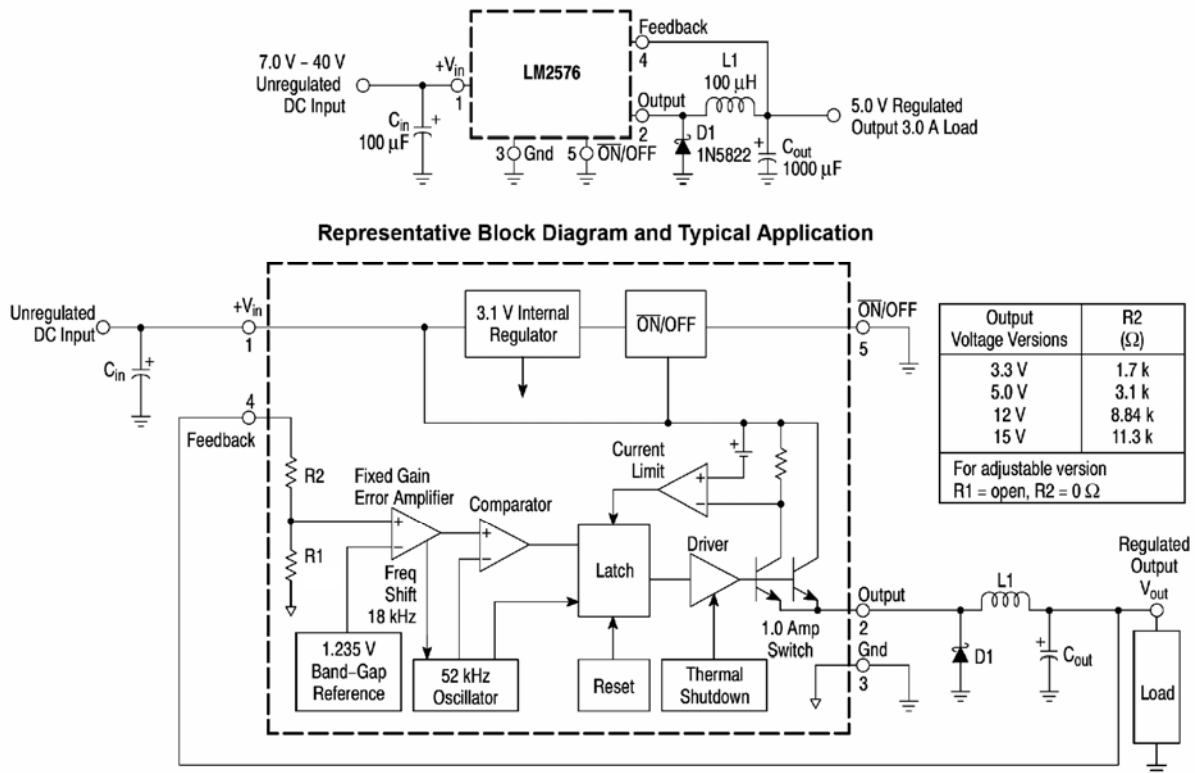 7.0 V – 40 V
Unregulated
DC Input
+Vin
1
Cin
100 µF
+
LM2576
Feedback
4
Output
2
3 Gnd
5 ON/OFF
L1
100 µH
D1
1N5822
+
Cout
1000 µF
5.0 V Regulated
Output 3.0 A Load
Representative Block Diagram and Typical Application
Unregulated
DC Input
+Vin
1
Cin
+
4
Feedback
3.1 V Internal
Regulator
ON/OFF
ON/OFF
5
Output
Voltage Versions
R2
(Ω)
3.3 V 1.7 k
5.0 V 3.1 k
12 V 8.84 k
15 V 11.3 k
For adjustable version
R1 = open, R2 = 0 Ω
R2
R1
Fixed Gain
Error Amplifier
+
–
Comparator
+
–
Current
Limit
+
–
+
Freq
Shift
18 kHz
Latch
Driver
1.0 Amp
Switch
1.235 V
Band–Gap
Reference
52 kHz
Oscillator
Reset
Thermal
Shutdown
Output
2
Gnd
3
D1
L1
+
Cout
Regulated
Output
Vout
Load